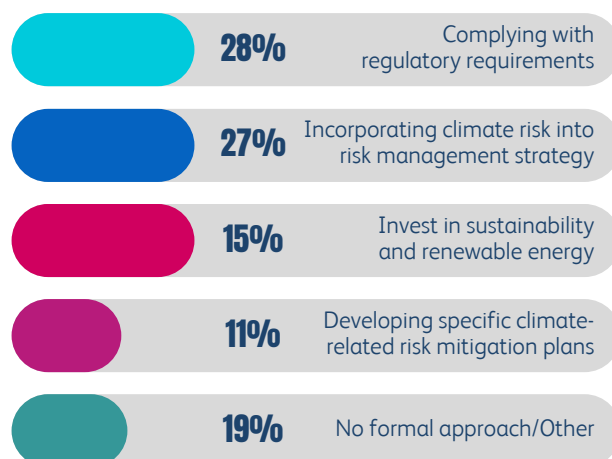 28%
Complying with
regulatory requirements
27%
Incorporating climate risk into
risk management strategy
15%
Invest in sustainability
and renewable energy
11%
Developing specific climate-
related risk mitigation plans
19%
No formal approach/Other